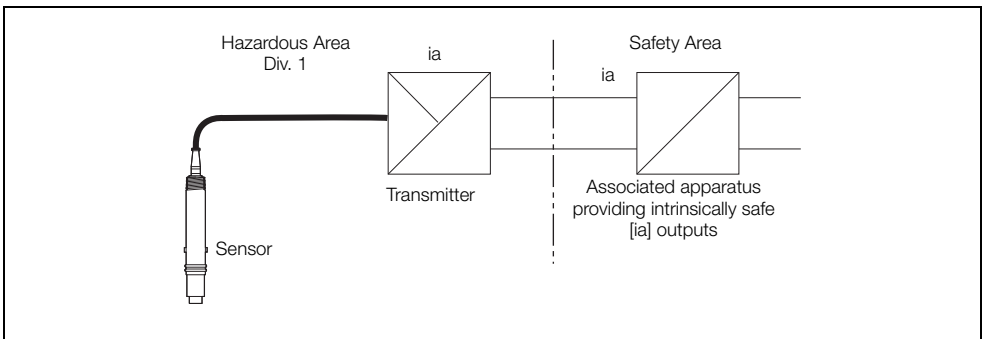 Hazardous Area
Div. 1
ia
Safety Area
ia
Transmitter
Associated apparatus
providing intrinsically safe
[ia] outputs
Sensor